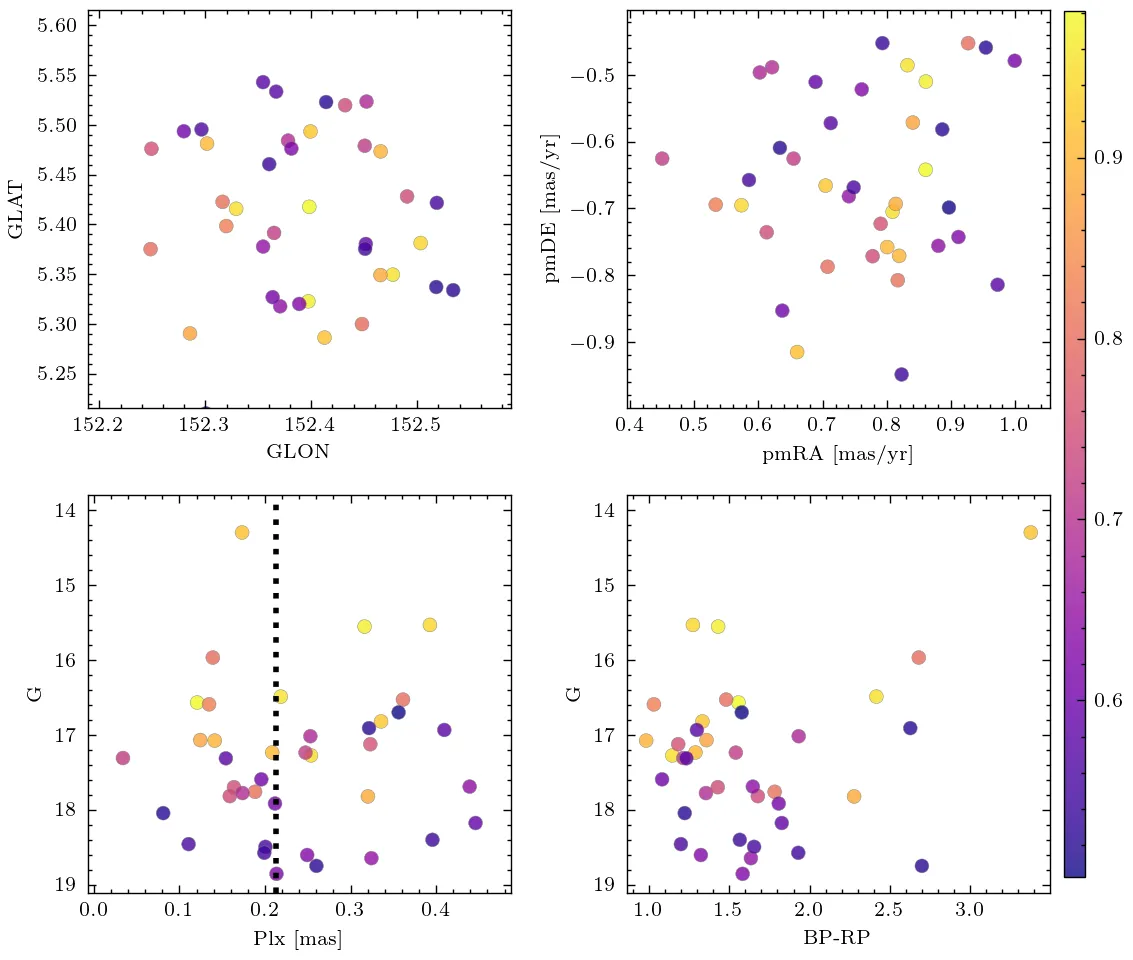 5.60
5.55
5.50
5.45
5.40
5.35
5.30
5.25
GLAT
152.2 152.3 152.4 152.5
GLON
−0.5
−0.6
−0.7
−0.8
−0.9
pmDE [mas/yr]
0.4 0.5 0.6 0.7 0.8 0.9 1.0
pmRA [mas/yr]
14
15
16
17
18
19
G
0.0 0.1 0.2 0.3 0.4
Plx [mas]
14
15
16
17
18
19
G
1.0 1.5 2.0 2.5 3.0
BP-RP
0.9
0.8
0.7
0.6